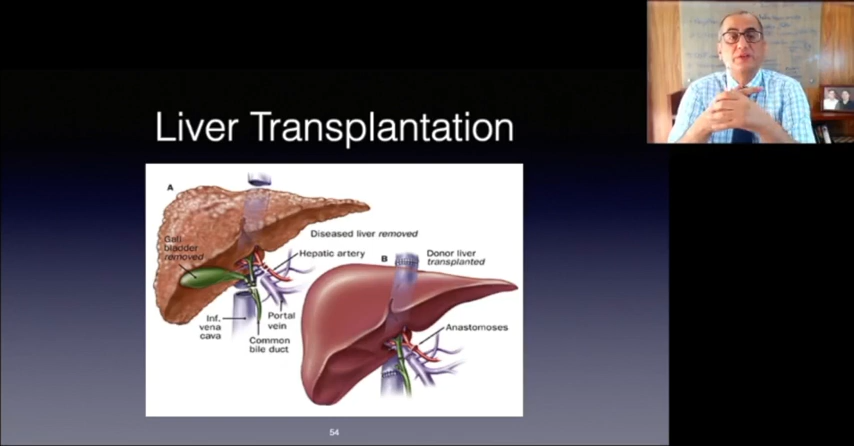 Liver Transplantation
A
Gall
bladder
removed
Diseased liver removed
Hepatic artery
B
Donor liver
transplanted
Inf.
vena
cava
Portal
vein
Common
bile duct
Anastomoses
54